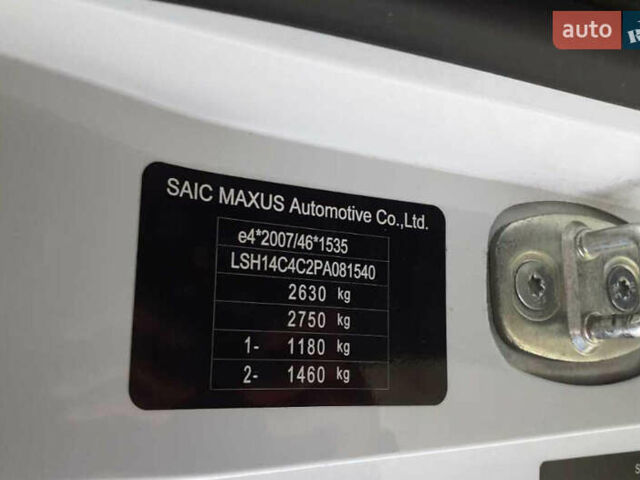 auto
SAIC MAXUS Automotive Co.,Ltd.
e4*2007/46*1535
LSH14C4C2PA081540
2630 kg
2750 kg
1- 1180 kg
2- 1460 kg